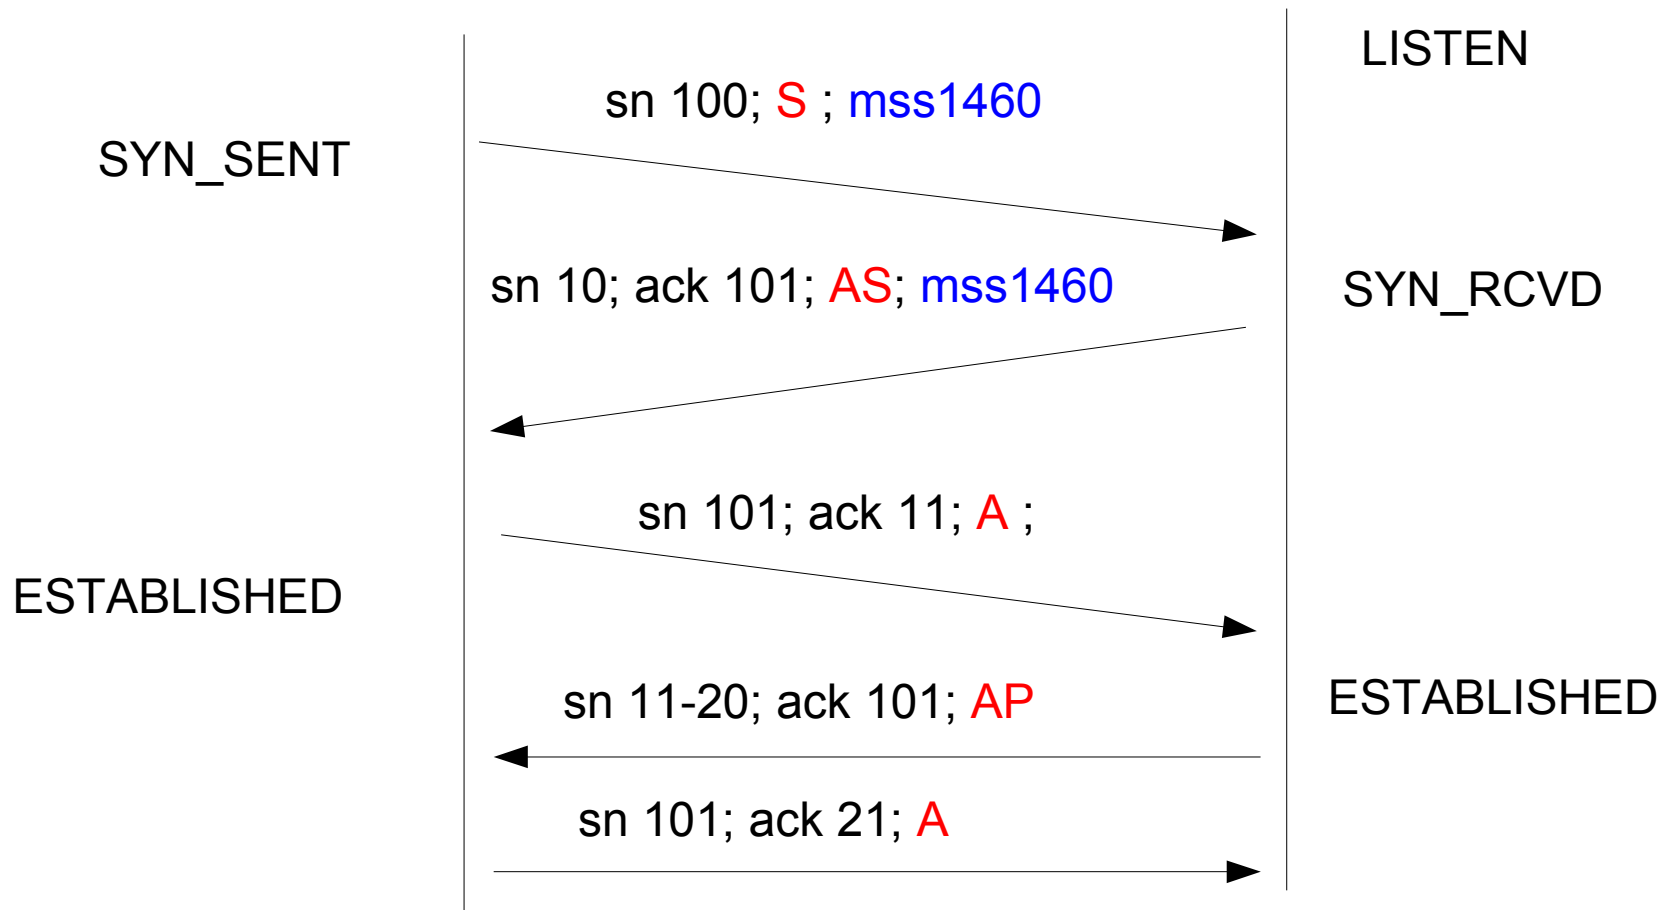 LISTEN
sn 100; S ; mss1460
SYN_SENT
sn 10; ack 101; AS; mss1460
SYN_RCVD
sn 101; ack 11; A ;
ESTABLISHED
sn 11-20; ack 101; AP
ESTABLISHED
sn 101; ack 21; A